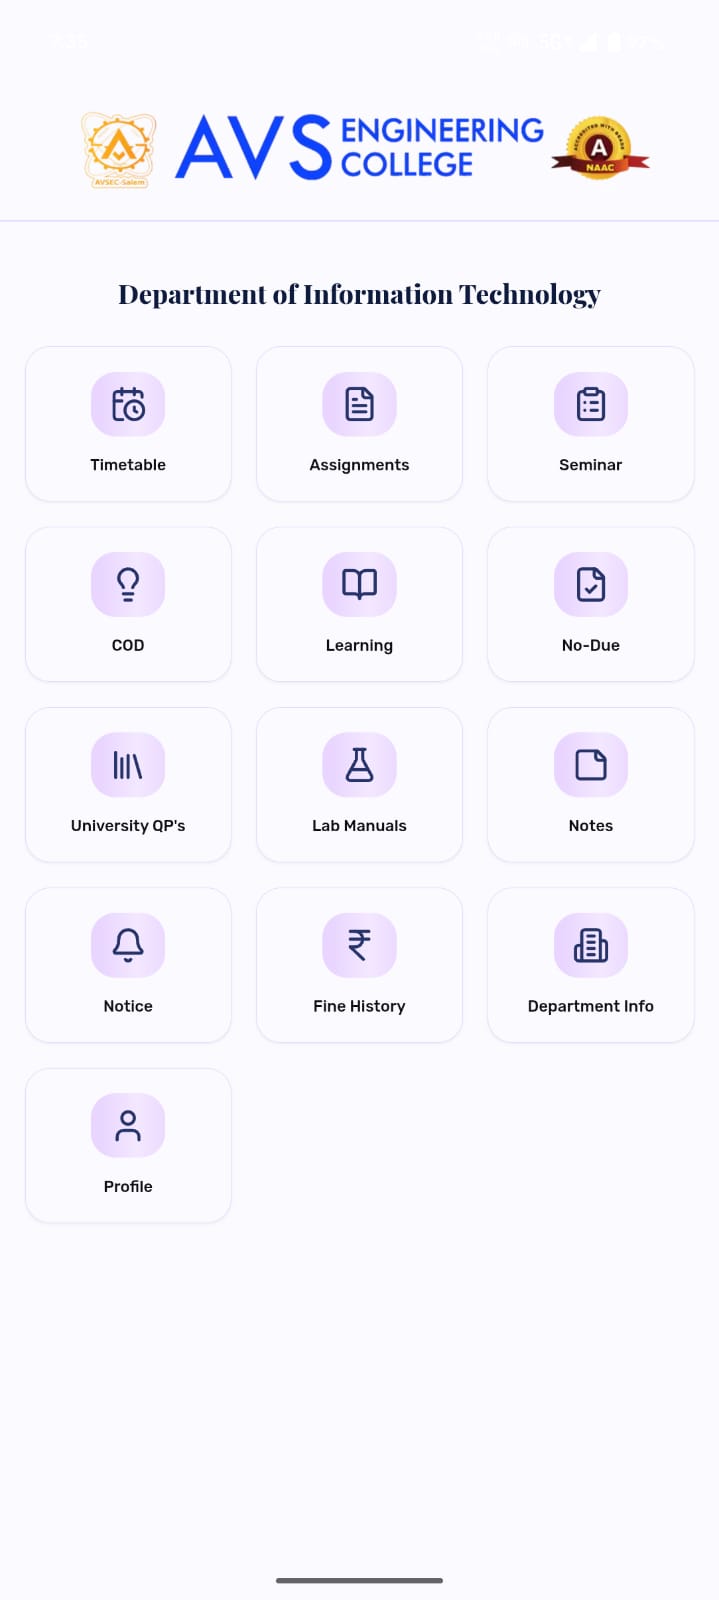 AVS ENGINEERING
COLLEGE
AVSEC-Salem
ACCREDITED WITH GRADE
A
NAAC
Department of Information Technology
Timetable
Assignments
Seminar
COD
Learning
No-Due
University QP's
Lab Manuals
Notes
Notice
Fine History
Department Info
Profile